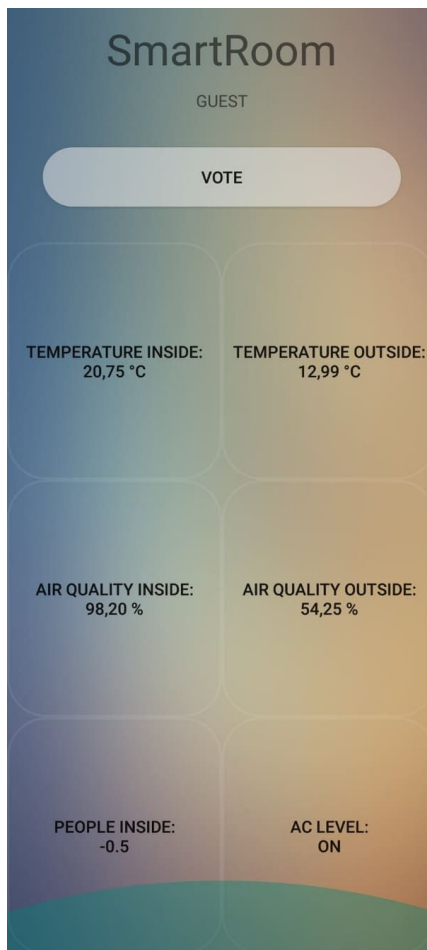 SmartRoom
GUEST
VOTE
TEMPERATURE INSIDE:
20,75 °C
TEMPERATURE OUTSIDE:
12,99 °C
AIR QUALITY INSIDE:
98,20 %
AIR QUALITY OUTSIDE:
54,25 %
PEOPLE INSIDE:
-0.5
AC LEVEL:
ON